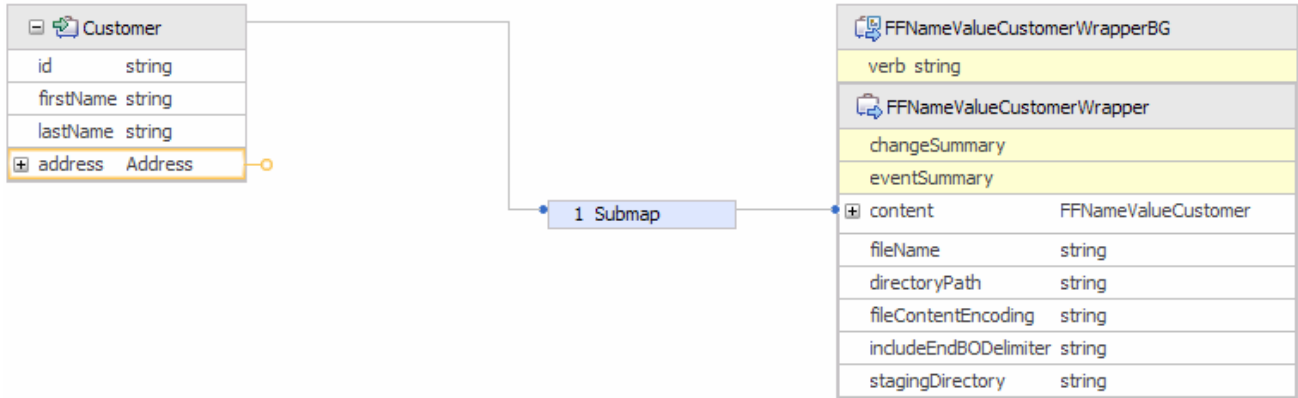 Customer
id string
firstName string
lastName string
address Address
1 Submap
FFNameValueCustomerWrapperBG
verb string
FFNameValueCustomerWrapper
changeSummary
eventSummary
content FFNameValueCustomer
fileName string
directoryPath string
fileContentEncoding string
includeEndBODelimiter string
stagingDirectory string